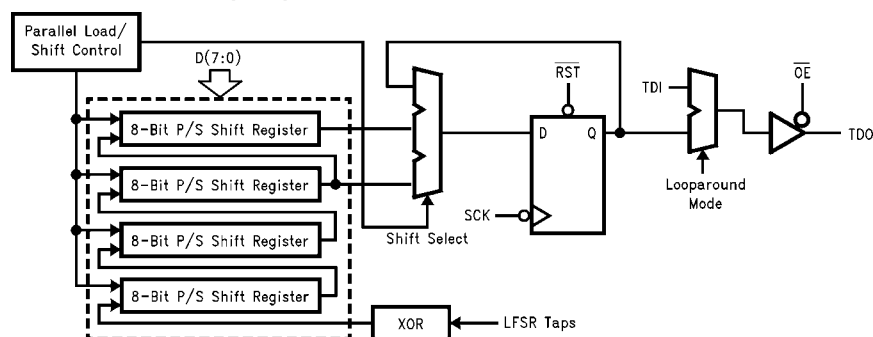 Parallel Load/
Shift Control
D(7:0)
8-Bit P/S Shift Register
8-Bit P/S Shift Register
8-Bit P/S Shift Register
8-Bit P/S Shift Register
Shift Select
XOR
LFSR Taps
RST
D Q
SCK
TDI
Looparound
Mode
OE
TDO